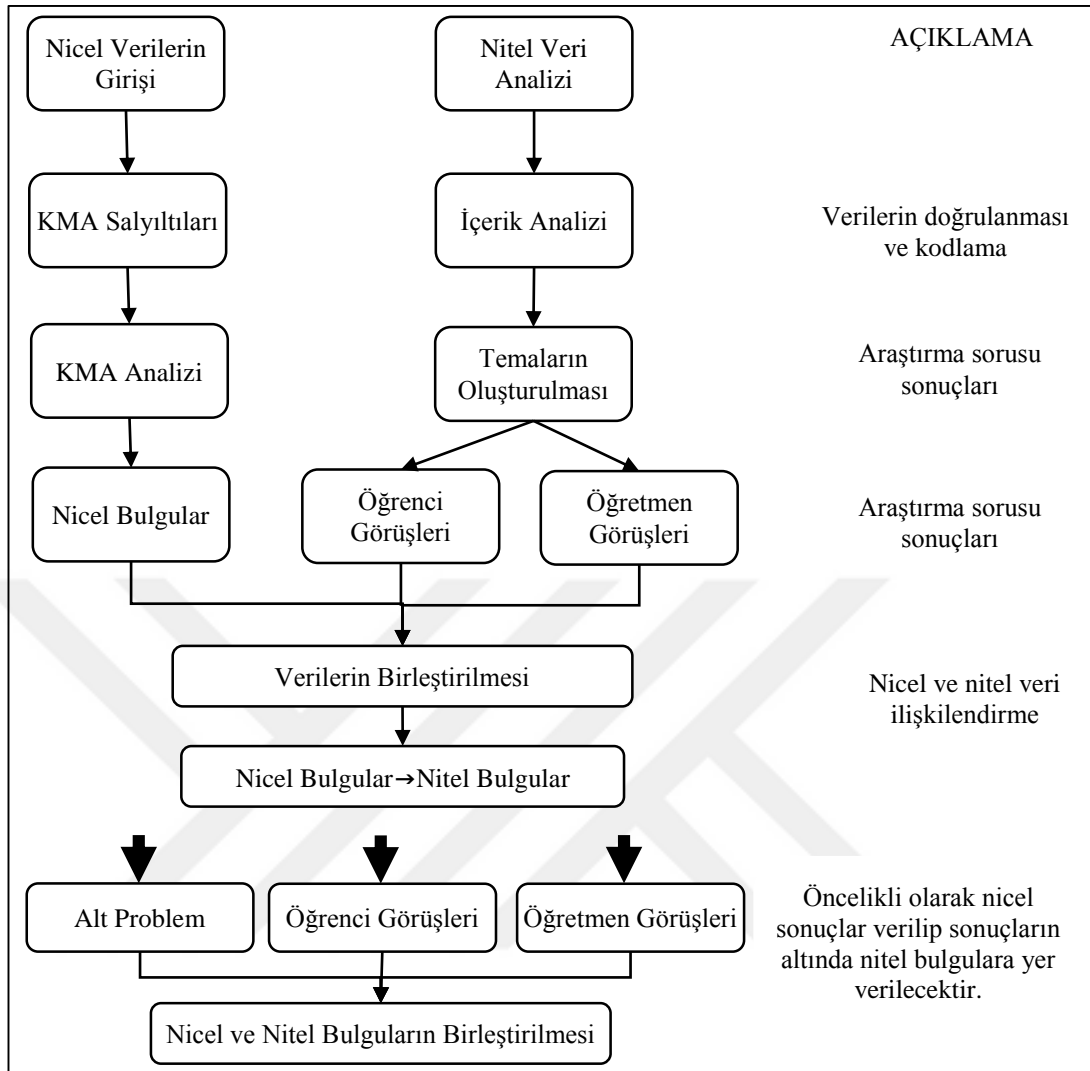 Nicel Verilerin
Girişi
Nitel Veri
Analizi
AÇIKLAMA
KMA Salyıltıları
İçerik Analizi
Verilerin doğrulanması
ve kodlama
KMA Analizi
Temaların
Oluşturulması
Araştırma sorusu
sonuçları
Nicel Bulgular
Öğrenci
Görüşleri
Öğretmen
Görüşleri
Araştırma sorusu
sonuçları
Verilerin Birleştirilmesi
Nicel ve nitel veri
ilişkilendirme
Nicel Bulgular→Nitel Bulgular
Alt Problem
Öğrenci Görüşleri
Öğretmen Görüşleri
Öncelikli olarak nicel
sonuçlar verilip sonuçların
altında nitel bulgulara yer
verilecektir.
Nicel ve Nitel Bulguların Birleştirilmesi